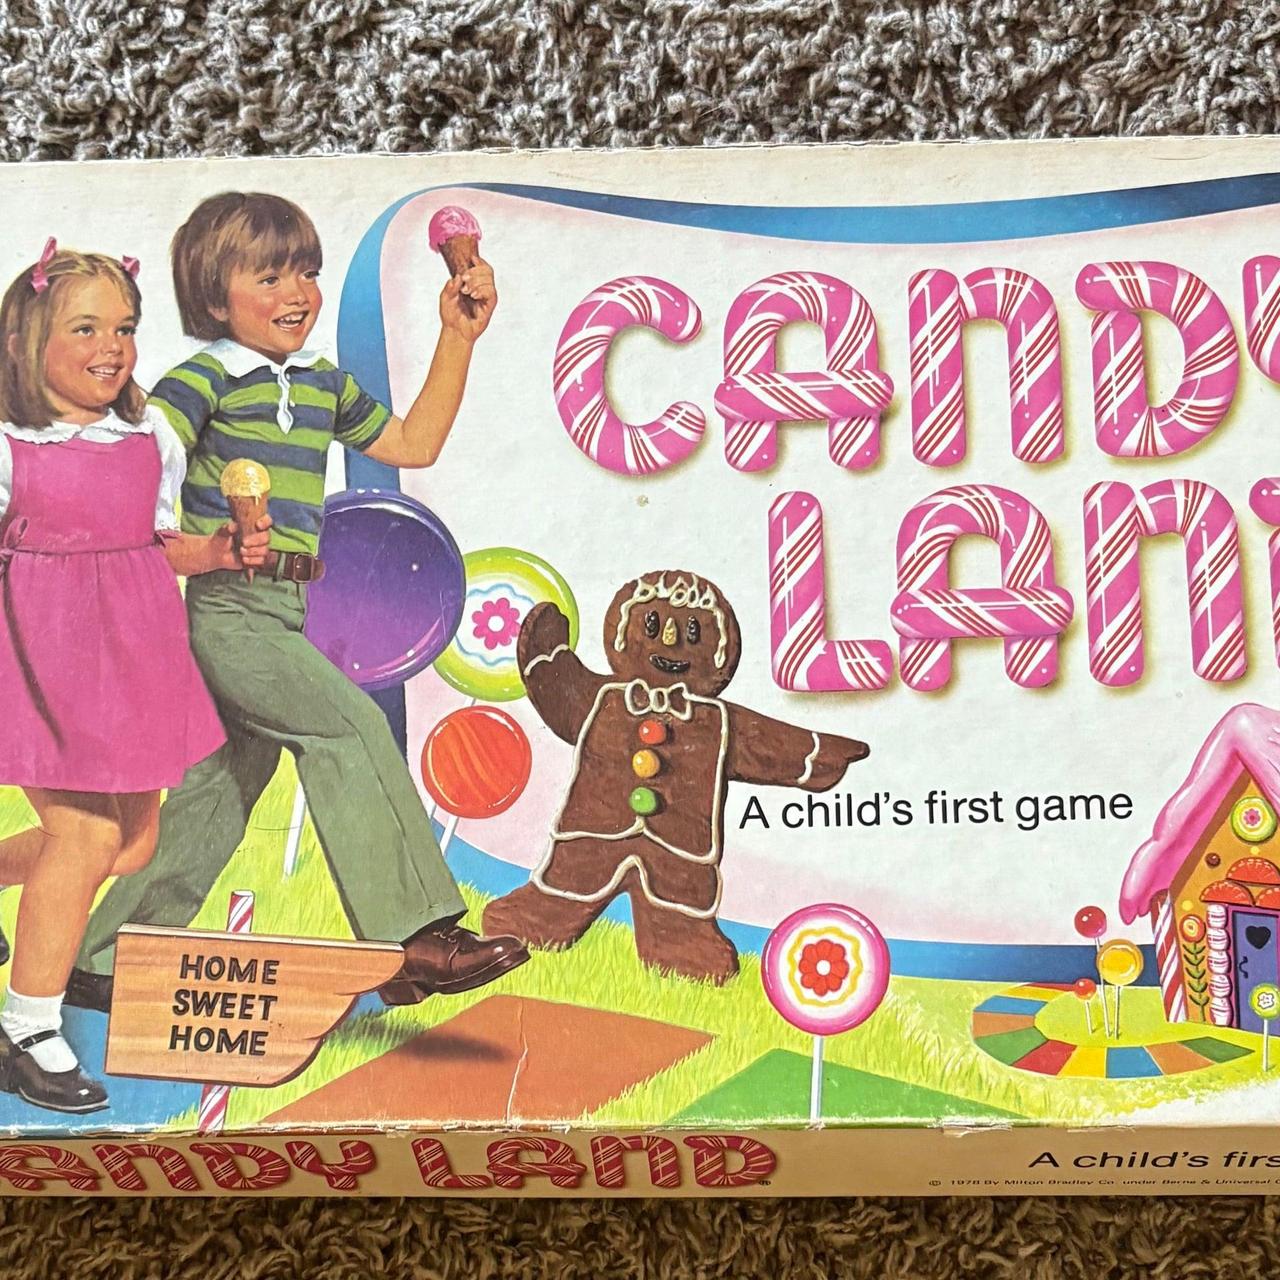 CANDY
LAND
A child's first game
HOME
SWEET
HOME
CANDY LAND®
A child's firs
© 1978 By Milton Bradley Co. under Berne & Universal